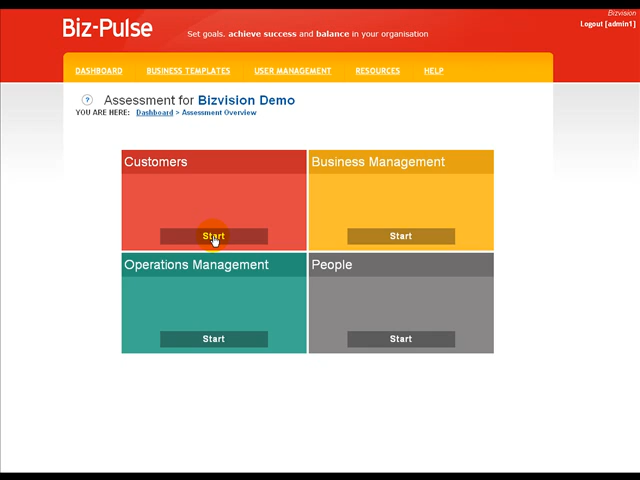 Bizvision
Biz-Pulse
Set goals. achieve success and balance in your organisation
Logout [admin1]
DASHBOARD BUSINESS TEMPLATES USER MANAGEMENT RESOURCES HELP
? Assessment for Bizvision Demo
YOU ARE HERE: Dashboard > Assessment Overview
Customers
Start
Business Management
Start
Operations Management
Start
People
Start